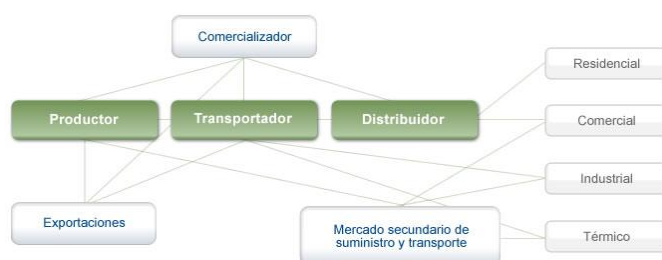 Comercializador
Residencial
Productor
Transportador
Distribuidor
Comercial
Industrial
Exportaciones
Mercado secundario de
suministro y transporte
Térmico